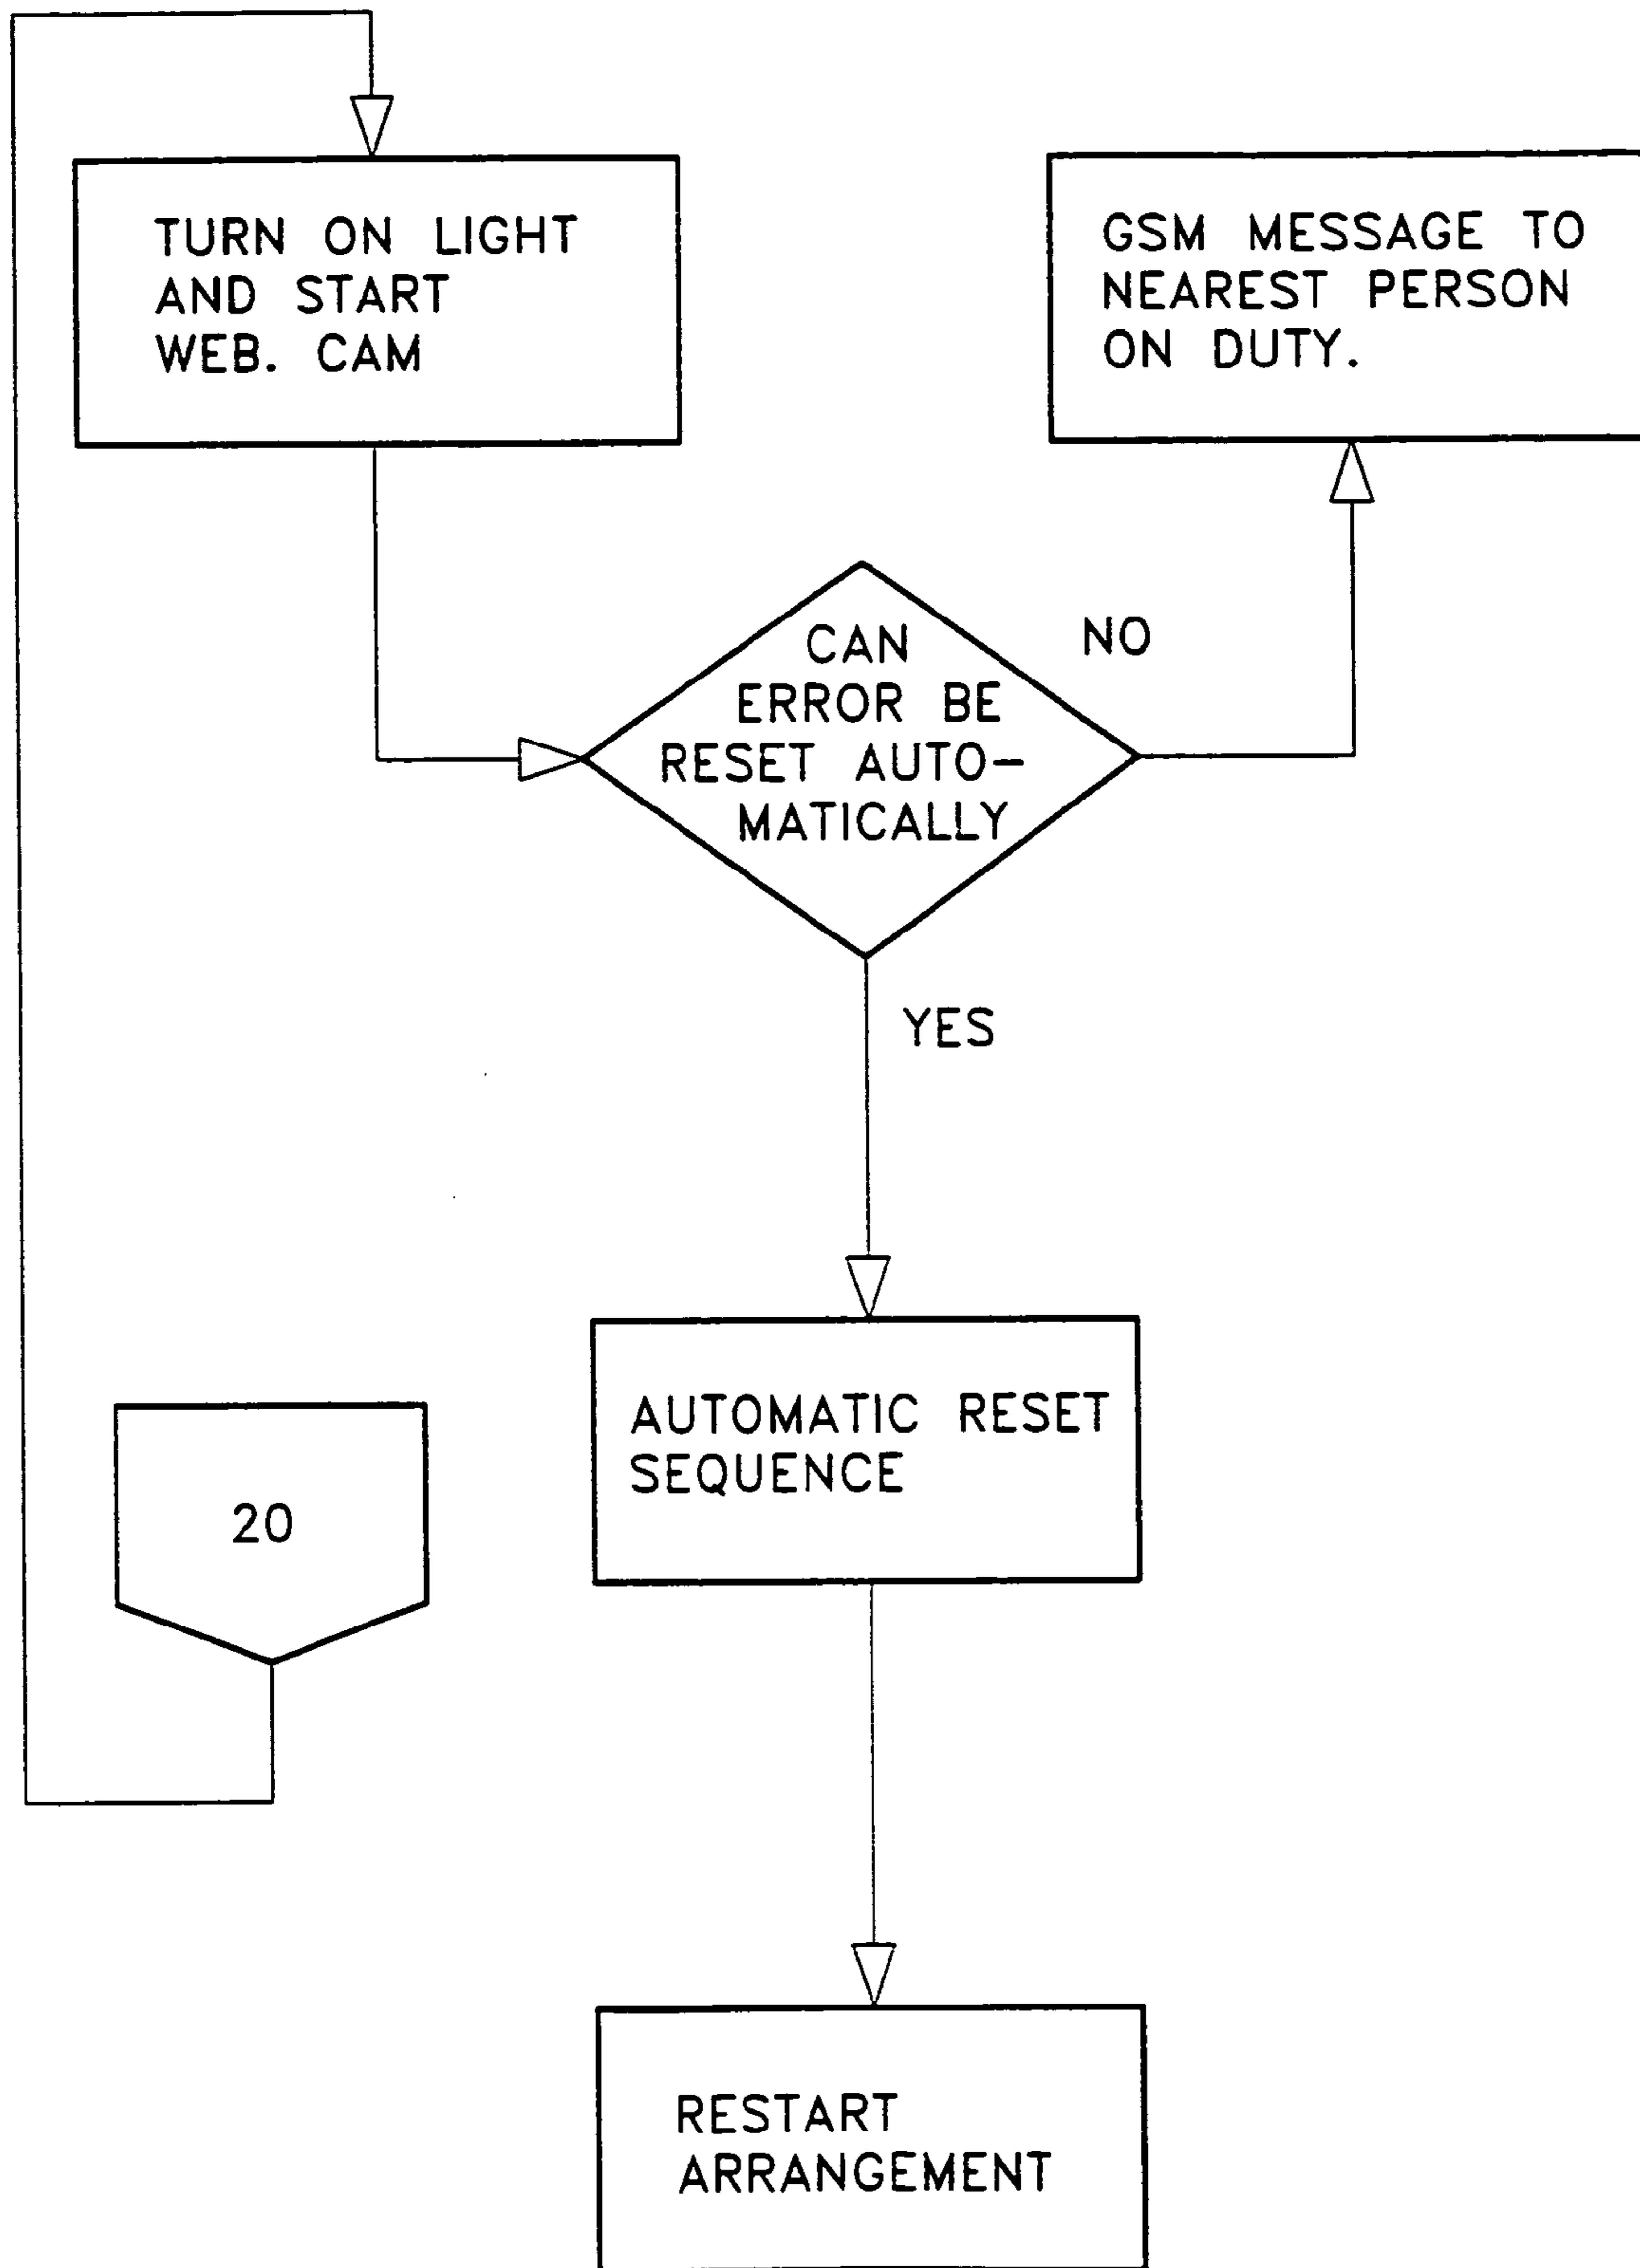 TURN ON LIGHT
AND START
WEB. CAM
GSM MESSAGE TO
NEAREST PERSON
ON DUTY.
CAN
ERROR BE
RESET AUTO-
MATICALLY
NO
YES
AUTOMATIC RESET
SEQUENCE
20
RESTART
ARRANGEMENT